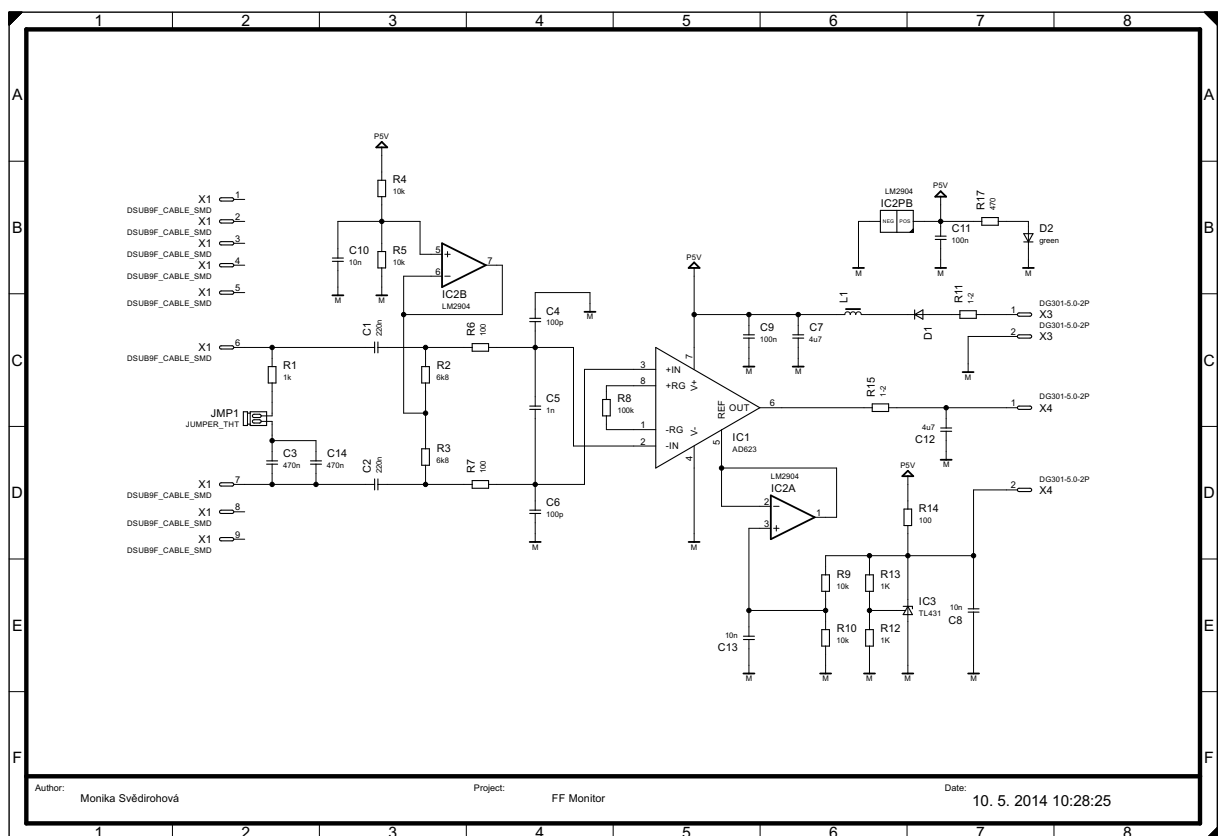 1 2 3 4 5 6 7 8
A A
P5V
R4
10k
B B
X1 1
DSUB9F_CABLE_SMD
X1 2
DSUB9F_CABLE_SMD
X1 3
DSUB9F_CABLE_SMD
X1 4
DSUB9F_CABLE_SMD
X1 5
DSUB9F_CABLE_SMD
C10
10n
R5
10k
M M
5 +
6 −
7
IC2B
LM2904
LM2904
IC2PB
NEG POS
P5V
R17
470
C11
100n
D2
green
M M M
C C
X1 6
DSUB9F_CABLE_SMD
R1
1k
JMP1
JUMPER_THT
C1
220n
R2
6k8
R6
100
C4
100p
M
C5
1n
P5V
C9
100n
C7
4u7
M M
L1
D1
R11
1-2
1 DG301-5.0-2P
X3
2 DG301-5.0-2P
X3
M
R8
100k
3 +IN
8 +RG
1 -RG
2 -IN
7 V+
4 V-
REF 5
OUT 6
IC1
AD623
R15
1-2
4u7
C12
M
1 DG301-5.0-2P
X4
D D
C3
470n
C14
470n
X1 7
DSUB9F_CABLE_SMD
X1 8
DSUB9F_CABLE_SMD
X1 9
DSUB9F_CABLE_SMD
C2
220n
R3
6k8
R7
100
C6
100p
M
M
LM2904
IC2A
2 −
3 +
1
P5V
R14
100
2 DG301-5.0-2P
X4
E E
R9
10k
R13
1K
IC3
TL431
10n
C8
10n
C13
R10
10k
R12
1K
M M M M M
F F
Author:
Monika Svědirohová
Project:
FF Monitor
Date:
10. 5. 2014 10:28:25
1 2 3 4 5 6 7 8